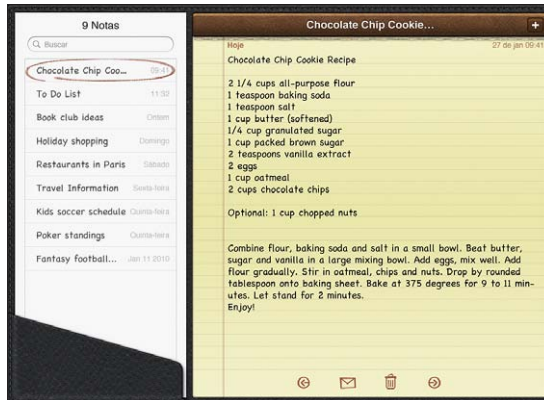 9 Notas
Buscar
Chocolate Chip Coo... 09:41
To Do List 11:32
Book club ideas Ontem
Holiday shopping Domingo
Restaurants in Paris Sábado
Travel Information Sexta-feira
Kids soccer schedule Quinta-feira
Poker standings Quinta-feira
Fantasy football... Jan 11 2010
Chocolate Chip Cookie...
+
Hoje 27 de jan 09:41
Chocolate Chip Cookie Recipe
2 1/4 cups all-purpose flour
1 teaspoon baking soda
1 teaspoon salt
1 cup butter (softened)
1/4 cup granulated sugar
1 cup packed brown sugar
2 teaspoons vanilla extract
2 eggs
1 cup oatmeal
2 cups chocolate chips
Optional: 1 cup chopped nuts
Combine flour, baking soda and salt in a small bowl. Beat butter,
sugar and vanilla in a large mixing bowl. Add eggs, mix well. Add
flour gradually. Stir in oatmeal, chips and nuts. Drop by rounded
tablespoon onto baking sheet. Bake at 375 degrees for 9 to 11 min-
utes. Let stand for 2 minutes.
Enjoy!